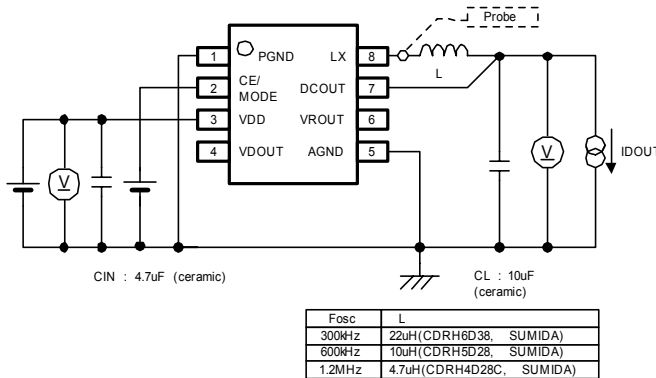 Probe
1 PGND LX 8
L
2 CE/ MODE DCOUT 7
3 VDD VROUT 6
4 VDOUT AGND 5
V
V
IDOUT
CIN : 4.7uF (ceramic)
CL : 10uF
(ceramic)
Fosc L
300kHz 22uH(CDRH6D38, SUMIDA)
600kHz 10uH(CDRH5D28, SUMIDA)
1.2MHz 4.7uH(CDRH4D28C, SUMIDA)